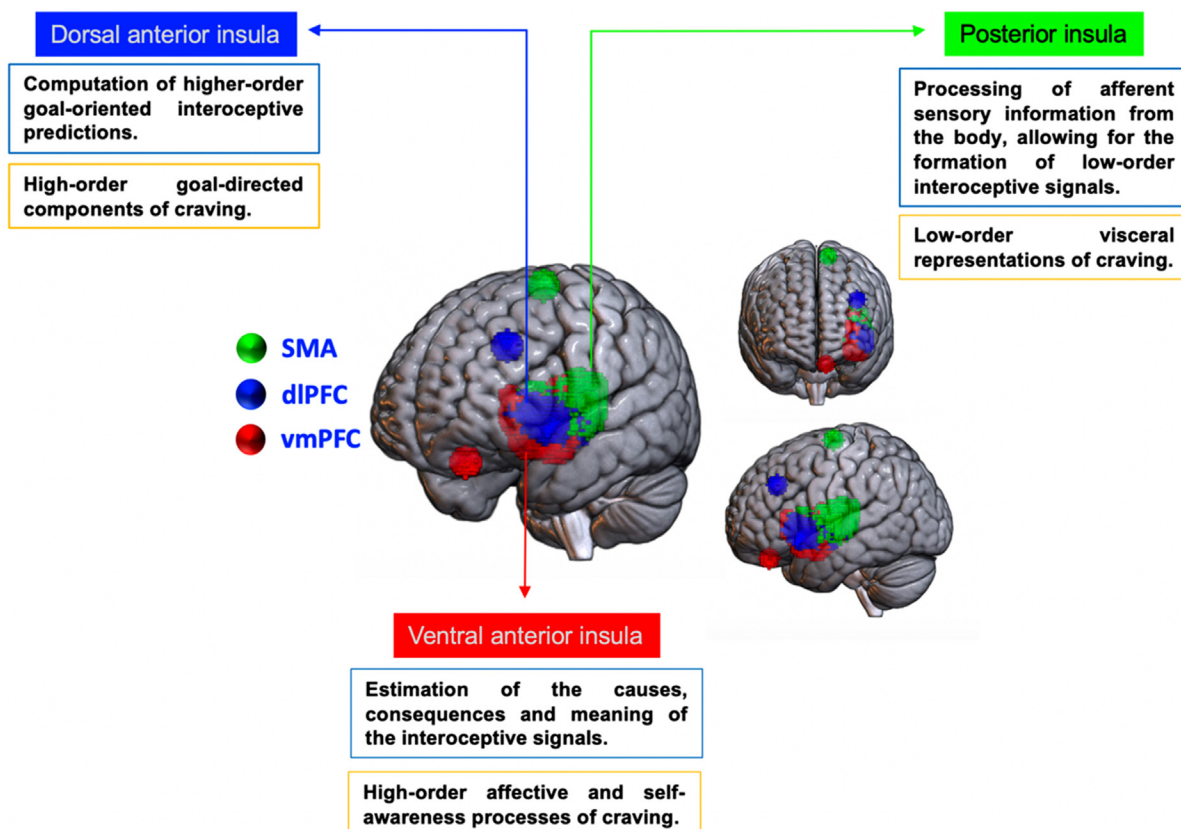 Dorsal anterior insula
Computation of higher-order
goal-oriented interoceptive
predictions.
High-order goal-directed
components of craving.
Posterior insula
Processing of afferent
sensory information from
the body, allowing for the
formation of low-order
interoceptive signals.
Low-order visceral
representations of craving.
SMA
dlPFC
vmPFC
Ventral anterior insula
Estimation of the causes,
consequences and meaning of
the interoceptive signals.
High-order affective and self-
awareness processes of craving.